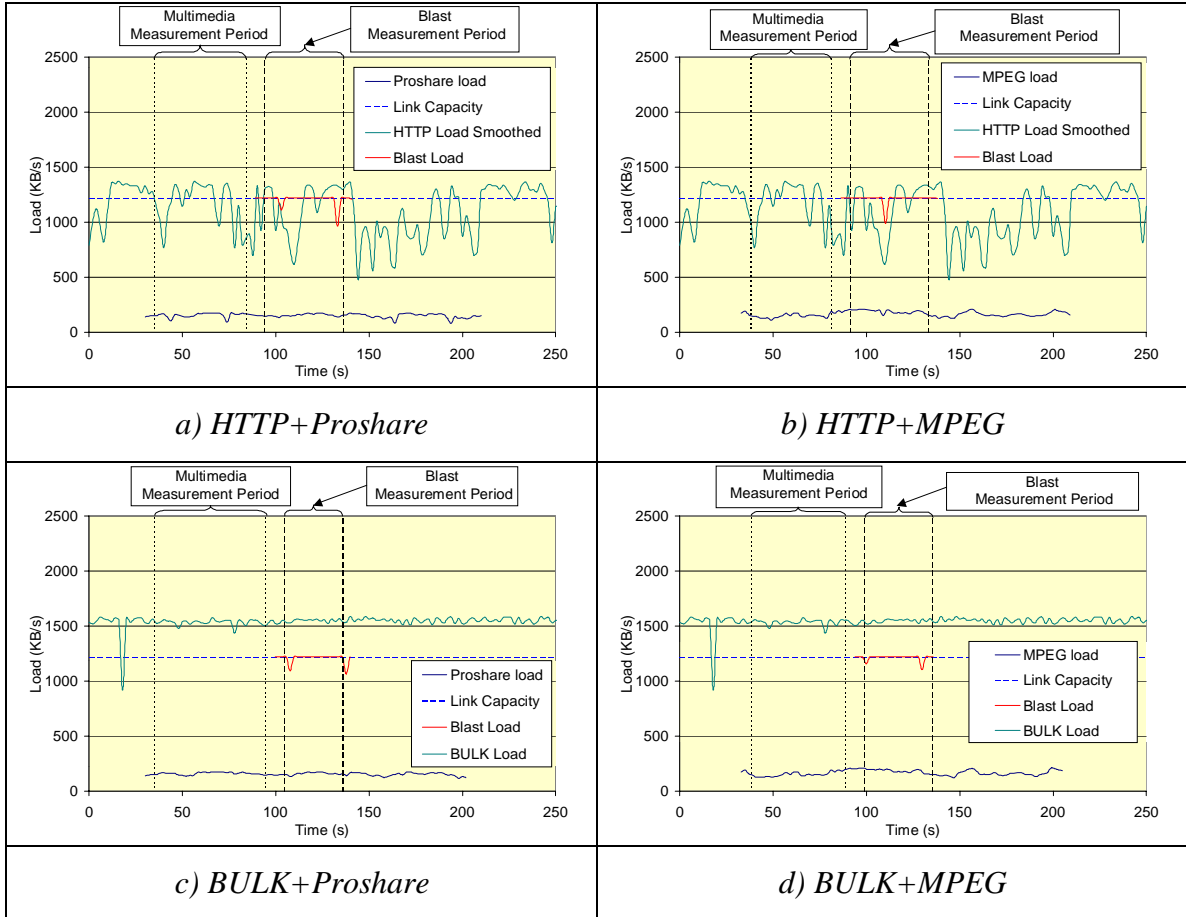 Multimedia
Measurement Period
Blast
Measurement Period
2500
2000
1500
1000
500
0
Load (KB/s)
Proshare load
Link Capacity
HTTP Load Smoothed
Blast Load
0 50 100 150 200 250
Time (s)
Multimedia
Measurement Period
Blast
Measurement Period
2500
2000
1500
1000
500
0
Load (KB/s)
MPEG load
Link Capacity
HTTP Load Smoothed
Blast Load
0 50 100 150 200 250
Time (s)
a) HTTP+Proshare
b) HTTP+MPEG
Multimedia
Measurement Period
Blast
Measurement Period
2500
2000
1500
1000
500
0
Load (KB/s)
Proshare load
Link Capacity
Blast Load
BULK Load
0 50 100 150 200 250
Time (s)
Multimedia
Measurement Period
Blast
Measurement Period
2500
2000
1500
1000
500
0
Load (KB/s)
MPEG load
Link Capacity
Blast Load
BULK Load
0 50 100 150 200 250
Time (s)
c) BULK+Proshare
d) BULK+MPEG